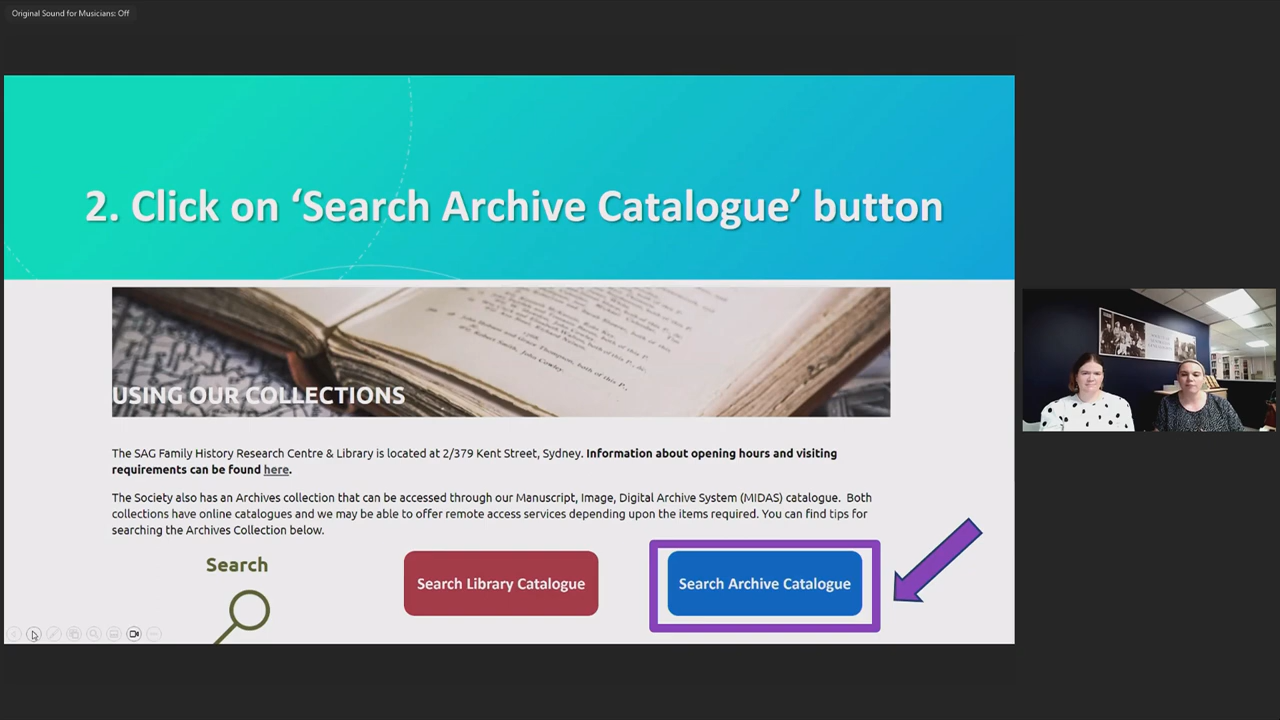 Original Sound for Musicians: Off
2. Click on ‘Search Archive Catalogue’ button
USING OUR COLLECTIONS
The SAG Family History Research Centre & Library is located at 2/379 Kent Street, Sydney. Information about opening hours and visiting
requirements can be found here.
The Society also has an Archives collection that can be accessed through our Manuscript, Image, Digital Archive System (MIDAS) catalogue. Both
collections have online catalogues and we may be able to offer remote access services depending upon the items required. You can find tips for
searching the Archives Collection below.
Search
Search Library Catalogue
Search Archive Catalogue